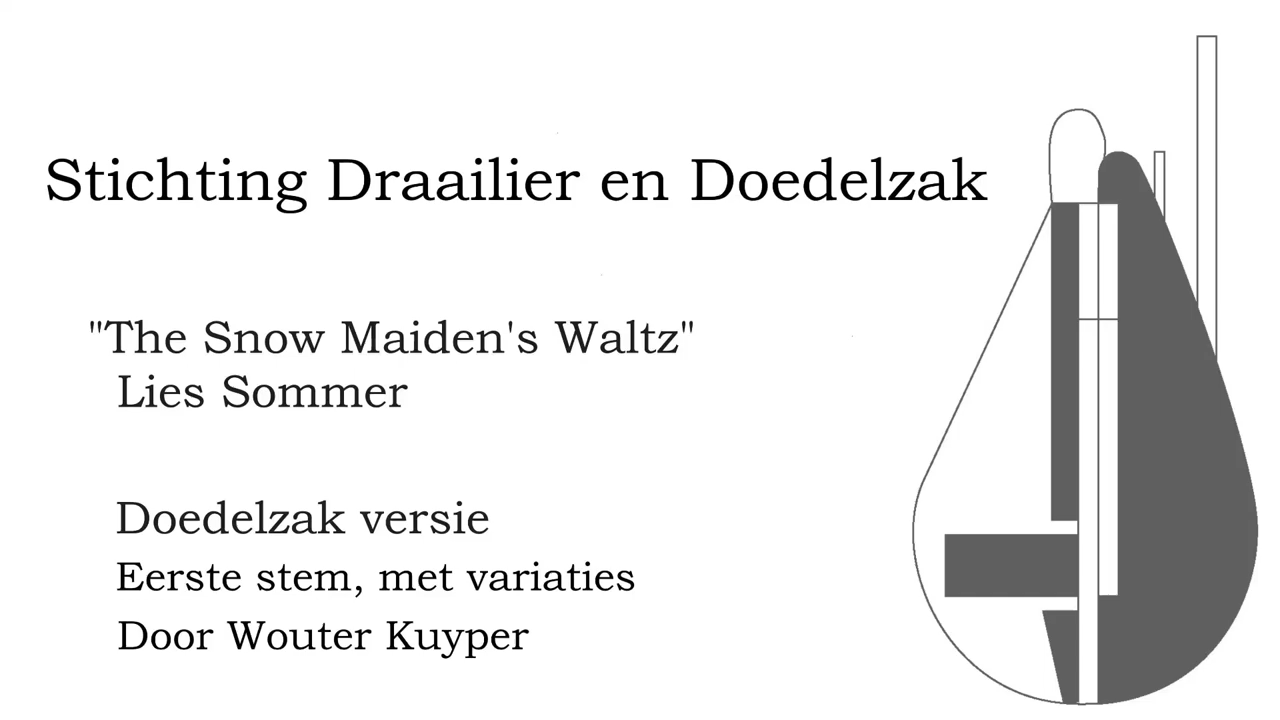 Stichting Draailier en Doedelzak
"The Snow Maiden's Waltz"
Lies Sommer
Doedelzak versie
Eerste stem, met variaties
Door Wouter Kuyper